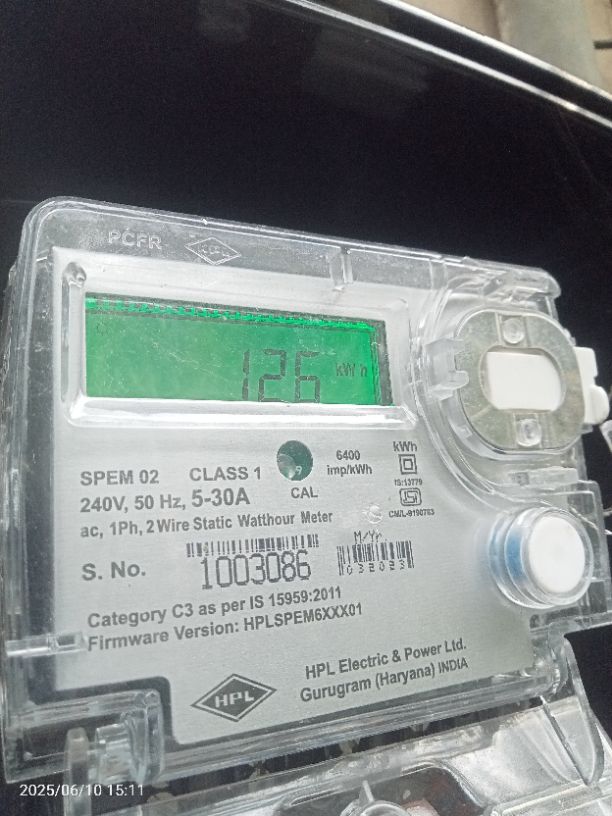 PCFR HPL
126 kWh
SPEM 02 CLASS 1
6400 imp/kWh
kWh
240V, 50 Hz, 5-30A
CAL
IS:13779
ac, 1Ph, 2 Wire Static Watthour Meter
CM/L-9190763
S. No. 1003086
M/Yr
032023
Category C3 as per IS 15959:2011
Firmware Version: HPLSPEM6XXX01
HPL
HPL Electric & Power Ltd.
Gurugram (Haryana) INDIA
2025/06/10 15:11